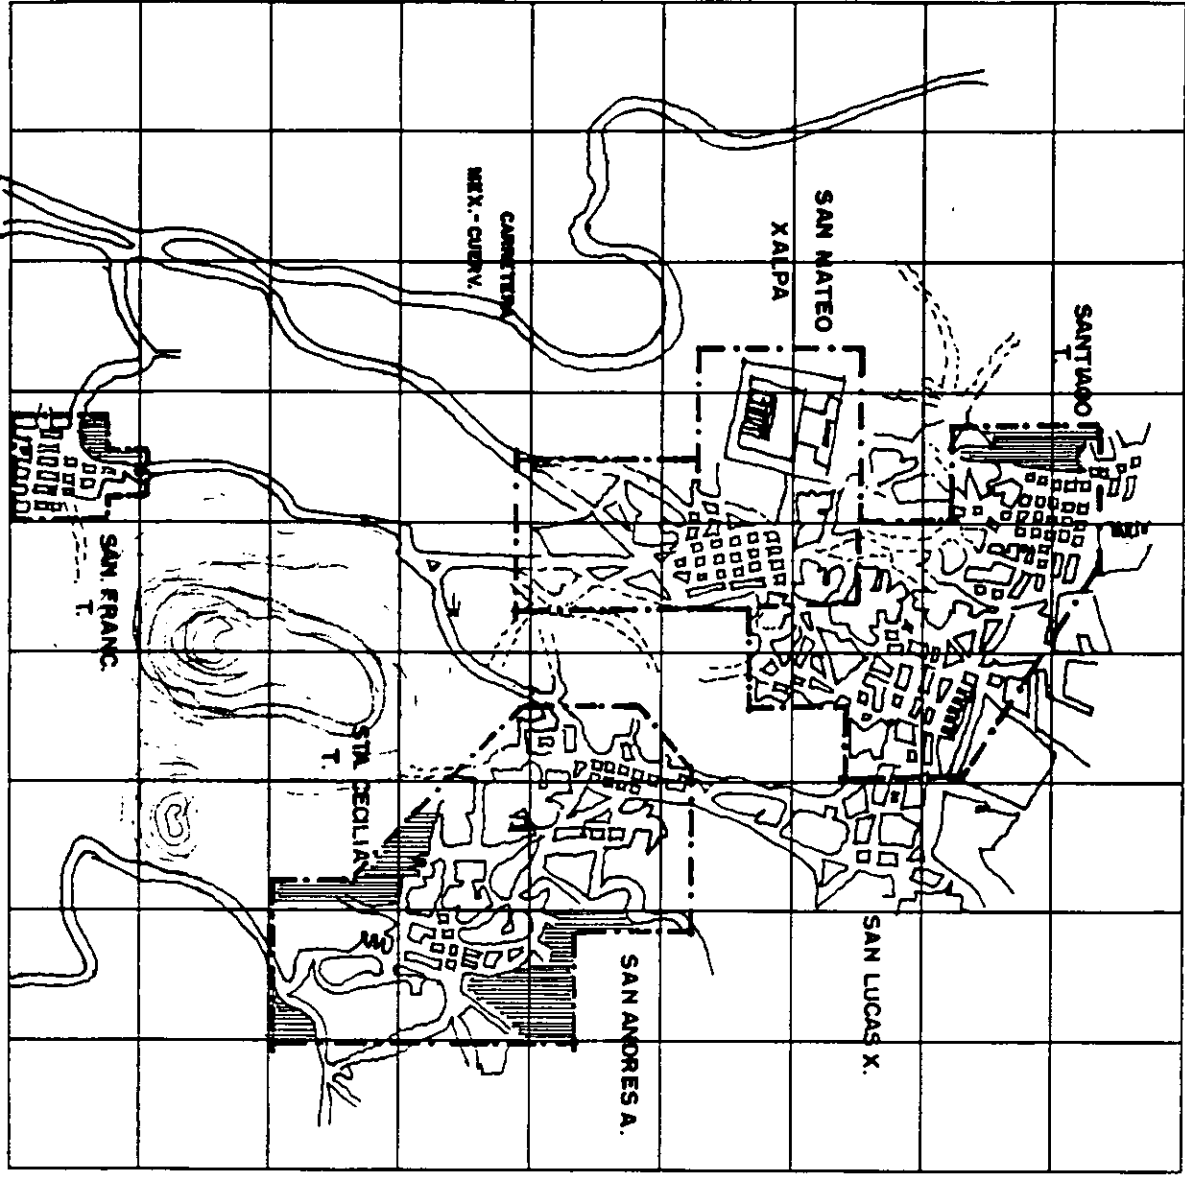 SANTIAGO
T.
SAN MATEO
XALPA
CARRETERA
MEX.-CUERV.
SAN LUCAS X.
SAN ANDRES A.
STA. CECILIA
T.
SAN FRANC.
T.